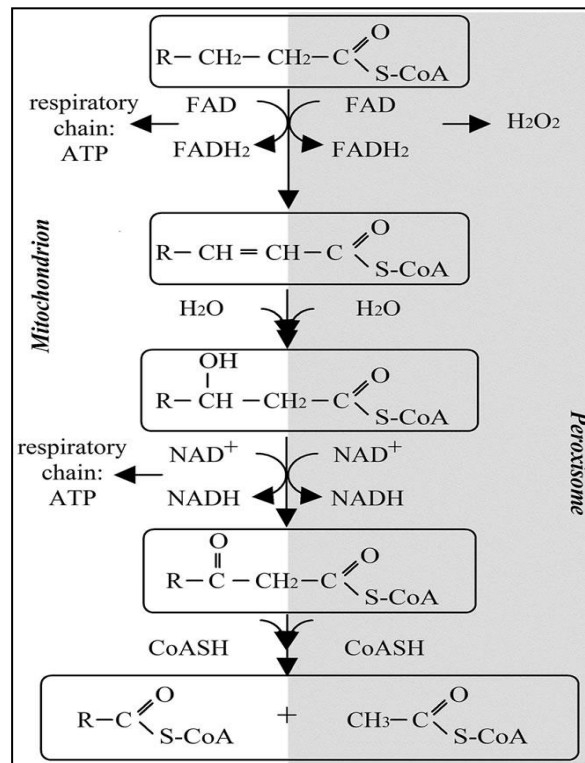 O
R—CH2—CH2—C
S-CoA
respiratory
chain:
ATP
FAD
FAD
FADH2
FADH2
H2O2
Mitochondrion
Peroxisome
O
R—CH=CH—C
S-CoA
H2O
H2O
OH
O
R—CH—CH2—C
S-CoA
respiratory
chain:
ATP
NAD+
NAD+
NADH
NADH
O
O
R—C—CH2—C
S-CoA
CoASH
CoASH
O
O
R—C
+
CH3—C
S-CoA
S-CoA